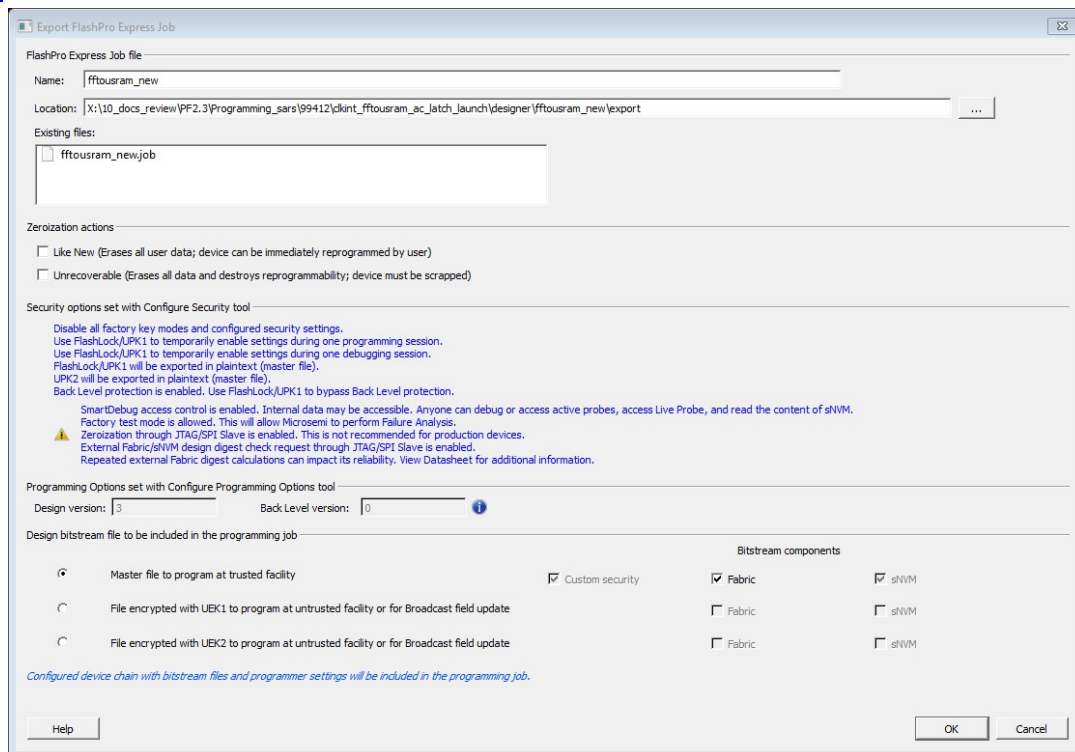 Export FlashPro Express Job
FlashPro Express Job file
Name: fftousram_new
Location: X:\10_docs_review\PF2.3\Programming_sars\99412\clkint_fftousram_ac_latch_launch\designer\fftousram_new\export ...
Existing files:
fftousram_new.job
Zeroization actions
Like New (Erases all user data; device can be immediately reprogrammed by user)
Unrecoverable (Erases all data and destroys reprogrammability; device must be scrapped)
Security options set with Configure Security tool
Disable all factory key modes and configured security settings.
Use FlashLock/UPK1 to temporarily enable settings during one programming session.
Use FlashLock/UPK1 to temporarily enable settings during one debugging session.
FlashLock/UPK1 will be exported in plaintext (master file).
UPK2 will be exported in plaintext (master file).
Back Level protection is enabled. Use FlashLock/UPK1 to bypass Back Level protection.
SmartDebug access control is enabled. Internal data may be accessible. Anyone can debug or access active probes, access Live Probe, and read the content of sNVM.
Factory test mode is allowed. This will allow Microsemi to perform Failure Analysis.
Zeroization through JTAG/SPI Slave is enabled. This is not recommended for production devices.
External Fabric/sNVM design digest check request through JTAG/SPI Slave is enabled.
Repeated external Fabric digest calculations can impact its reliability. View Datasheet for additional information.
Programming Options set with Configure Programming Options tool
Design version: 3 Back Level version: 0
Design bitstream file to be included in the programming job
Bitstream components
Master file to program at trusted facility Custom security Fabric sNVM
File encrypted with UEK1 to program at untrusted facility or for Broadcast field update Fabric sNVM
File encrypted with UEK2 to program at untrusted facility or for Broadcast field update Fabric sNVM
Configured device chain with bitstream files and programmer settings will be included in the programming job.
Help OK Cancel